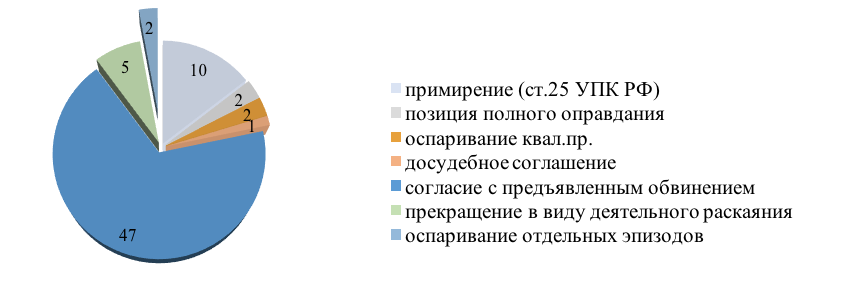 2
5
10
2
2
1
47
примирение (ст.25 УПК РФ)
позиция полного оправдания
оспаривание квал.пр.
досудебное соглашение
согласие с предъявленным обвинением
прекращение в виду деятельного раскаяния
оспаривание отдельных эпизодов